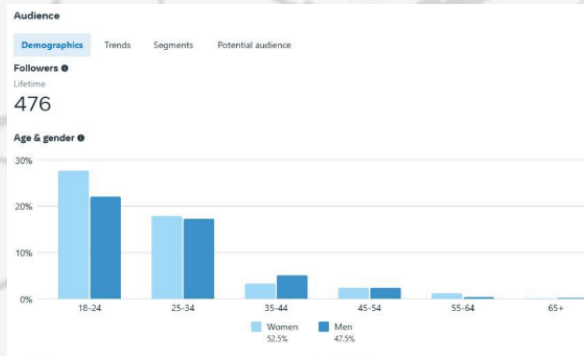 Audience
Demographics Trends Segments Potential audience
Followers
Lifetime
476
Age & gender
30%
20%
10%
0%
18-24 25-34 35-44 45-54 55-64 65+
Women Men
52.5% 47.5%